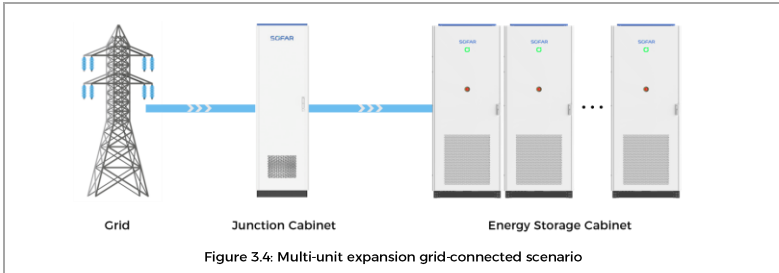 SOFAR
SOFAR SOFAR SOFAR
Grid Junction Cabinet Energy Storage Cabinet
Figure 3.4: Multi-unit expansion grid-connected scenario